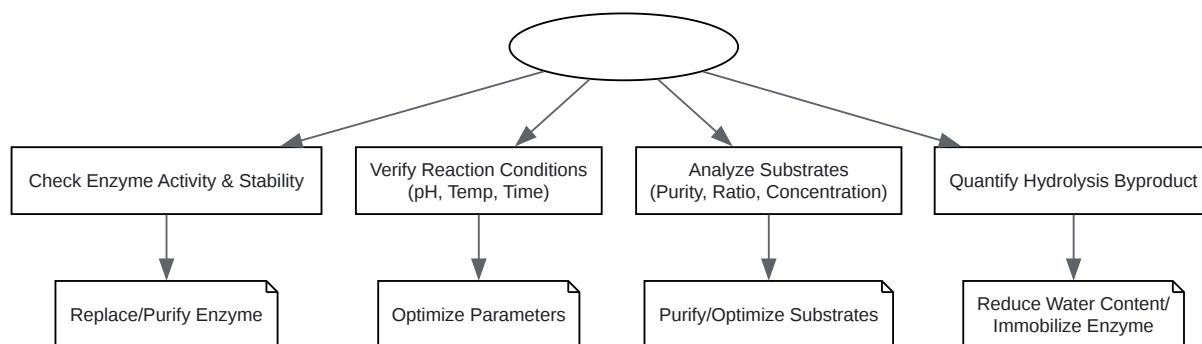 Check Enzyme Activity & Stability
Verify Reaction Conditions
(pH, Temp, Time)
Analyze Substrates
(Purity, Ratio, Concentration)
Quantify Hydrolysis Byproduct
Replace/Purify Enzyme
Optimize Parameters
Purify/Optimize Substrates
Reduce Water Content/
Immobilize Enzyme